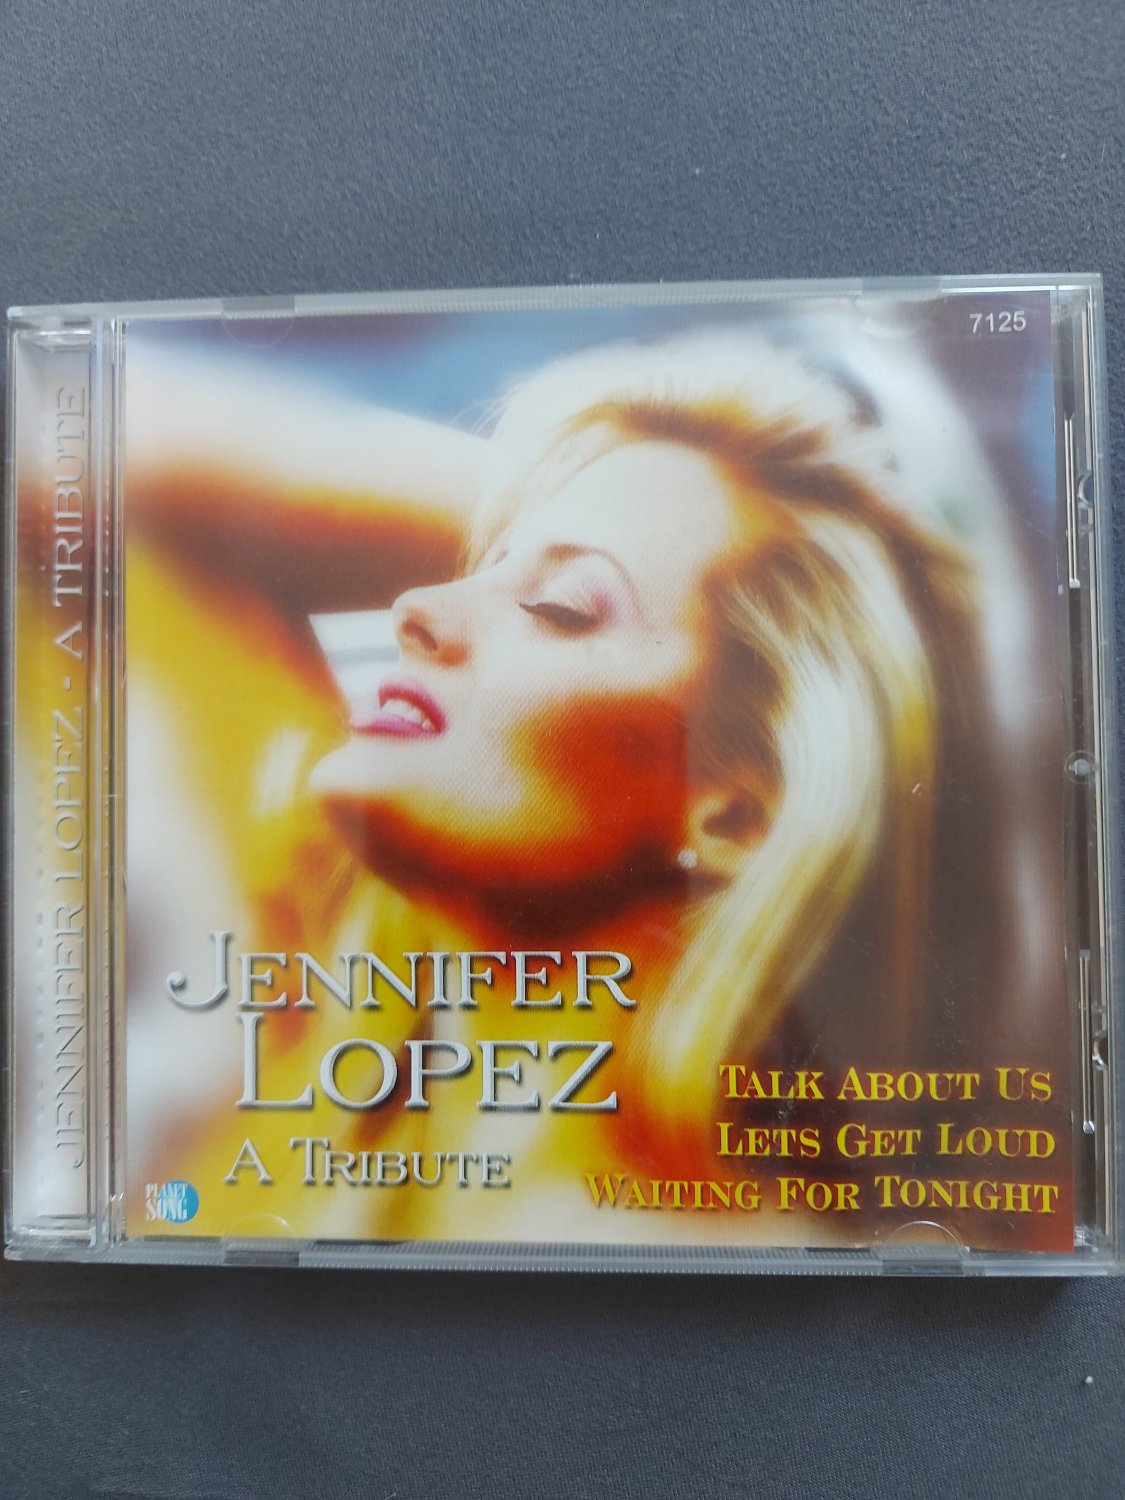 7125
JENNIFER LOPEZ - A TRIBUTE
JENNIFER
LOPEZ
A TRIBUTE
TALK ABOUT US
LETS GET LOUD
WAITING FOR TONIGHT
PLANET
SONG